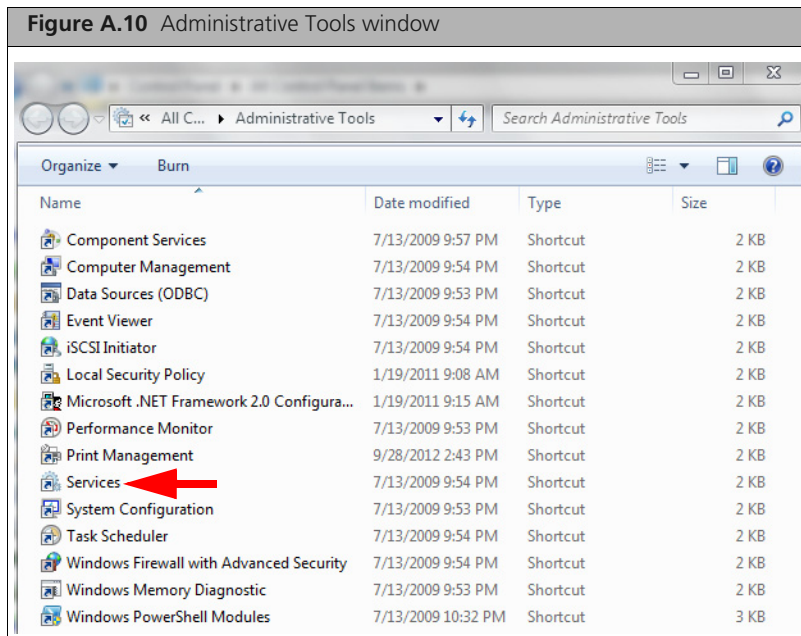 Figure A.10 Administrative Tools window
« All C... Administrative Tools Search Administrative Tools
Organize Burn
Name Date modified Type Size
Component Services 7/13/2009 9:57 PM Shortcut 2 KB
Computer Management 7/13/2009 9:54 PM Shortcut 2 KB
Data Sources (ODBC) 7/13/2009 9:53 PM Shortcut 2 KB
Event Viewer 7/13/2009 9:54 PM Shortcut 2 KB
iSCSI Initiator 7/13/2009 9:54 PM Shortcut 2 KB
Local Security Policy 1/19/2011 9:08 AM Shortcut 2 KB
Microsoft .NET Framework 2.0 Configura... 1/19/2011 9:15 AM Shortcut 2 KB
Performance Monitor 7/13/2009 9:53 PM Shortcut 2 KB
Print Management 9/28/2012 2:43 PM Shortcut 2 KB
Services 7/13/2009 9:54 PM Shortcut 2 KB
System Configuration 7/13/2009 9:53 PM Shortcut 2 KB
Task Scheduler 7/13/2009 9:54 PM Shortcut 2 KB
Windows Firewall with Advanced Security 7/13/2009 9:54 PM Shortcut 2 KB
Windows Memory Diagnostic 7/13/2009 9:53 PM Shortcut 2 KB
Windows PowerShell Modules 7/13/2009 10:32 PM Shortcut 3 KB